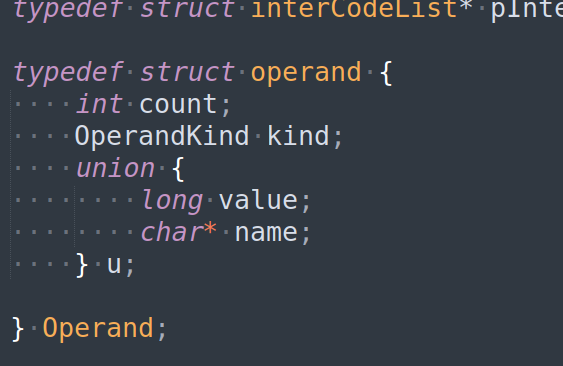 typedef struct interCodeList* pInte
typedef struct operand {
    int count;
    OperandKind kind;
    union {
        long value;
        char* name;
    } u;
} Operand;